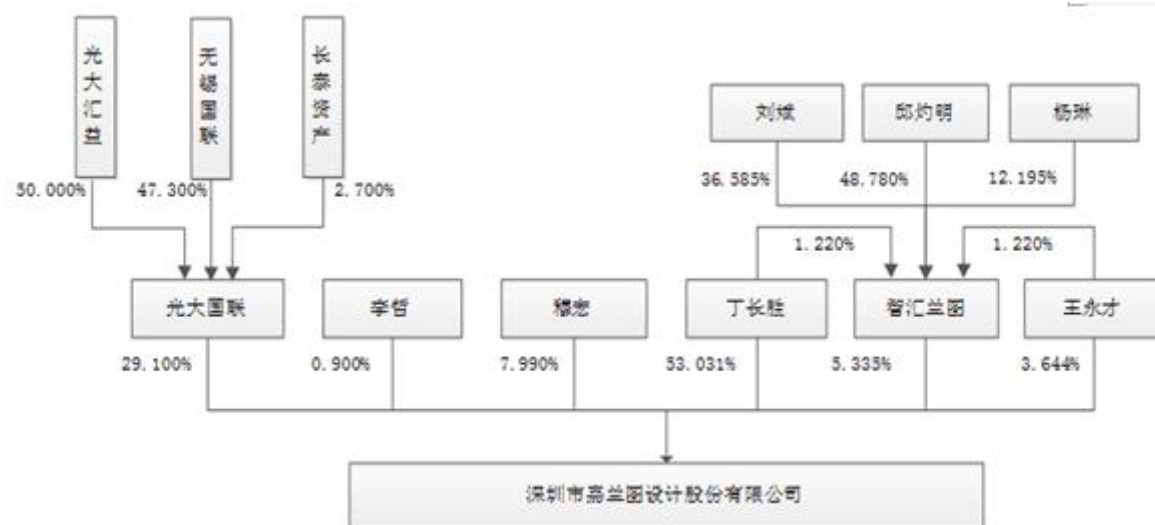 光大汇益
无锡国联
长泰资产
刘斌
邱灼明
杨琳
50.000%
47.300%
2.700%
36.585%
48.780%
12.195%
1.220%
1.220%
光大国联
李哲
穆忠
丁长胜
智汇兰图
王永才
29.100%
0.900%
7.990%
53.031%
5.335%
3.644%
深圳市嘉兰图设计股份有限公司